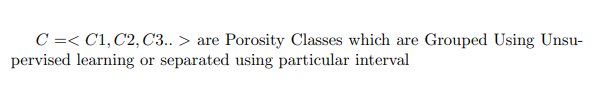 C =< C1, C2, C3.. > are Porosity Classes which are Grouped Using Unsu-
pervised learning or separated using particular interval